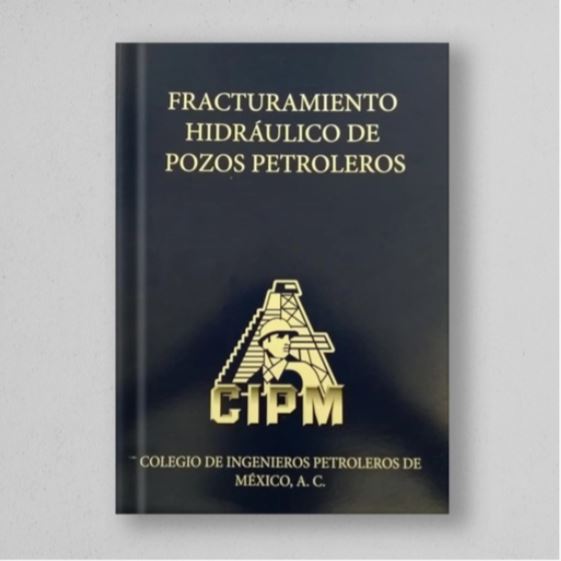 FRACTURAMIENTO
HIDRÁULICO DE
POZOS PETROLEROS
CIPM
COLEGIO DE INGENIEROS PETROLEROS DE
MÉXICO, A. C.